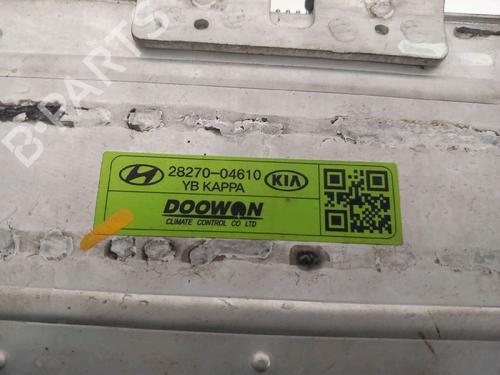 B-PARTS
28270-04610
KIA
YB KAPPA
DOOWON
CLIMATE CONTROL CO LTD